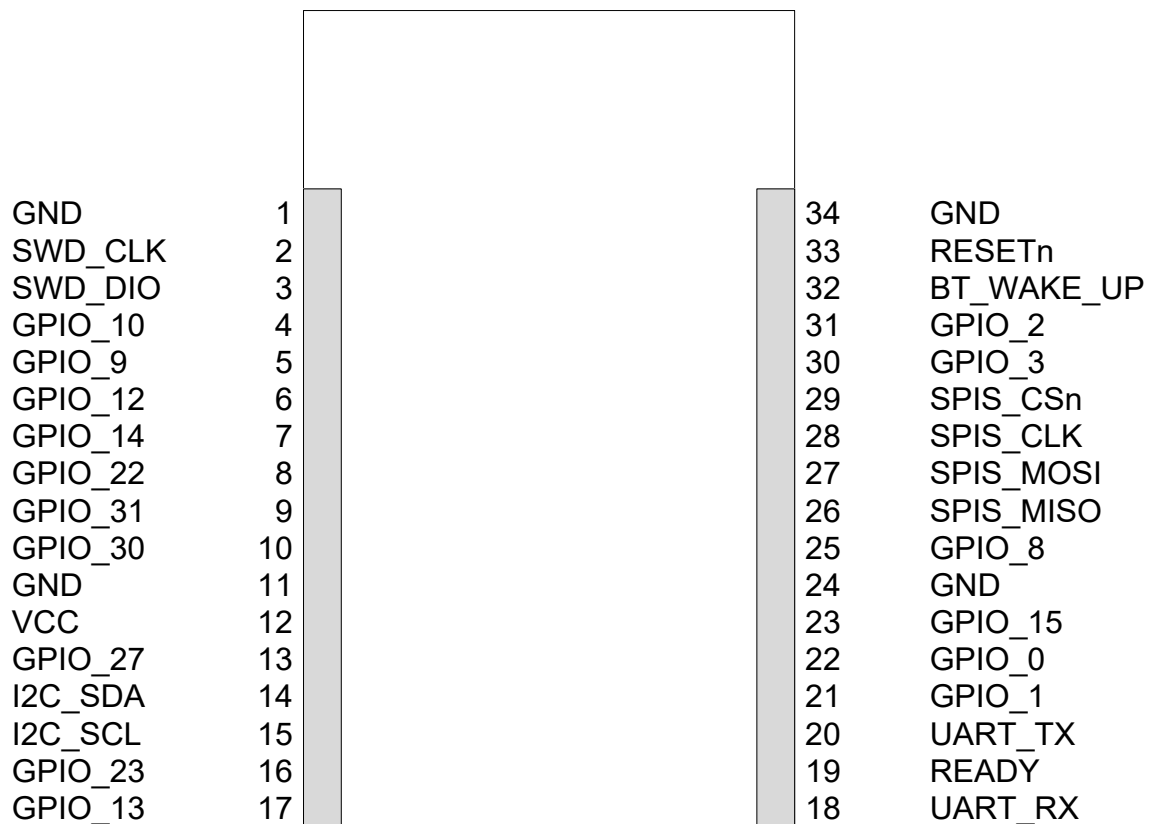 GND 1 34 GND
SWD_CLK 2 33 RESETn
SWD_DIO 3 32 BT_WAKE_UP
GPIO_10 4 31 GPIO_2
GPIO_9 5 30 GPIO_3
GPIO_12 6 29 SPIS_CSn
GPIO_14 7 28 SPIS_CLK
GPIO_22 8 27 SPIS_MOSI
GPIO_31 9 26 SPIS_MISO
GPIO_30 10 25 GPIO_8
GND 11 24 GND
VCC 12 23 GPIO_15
GPIO_27 13 22 GPIO_0
I2C_SDA 14 21 GPIO_1
I2C_SCL 15 20 UART_TX
GPIO_23 16 19 READY
GPIO_13 17 18 UART_RX